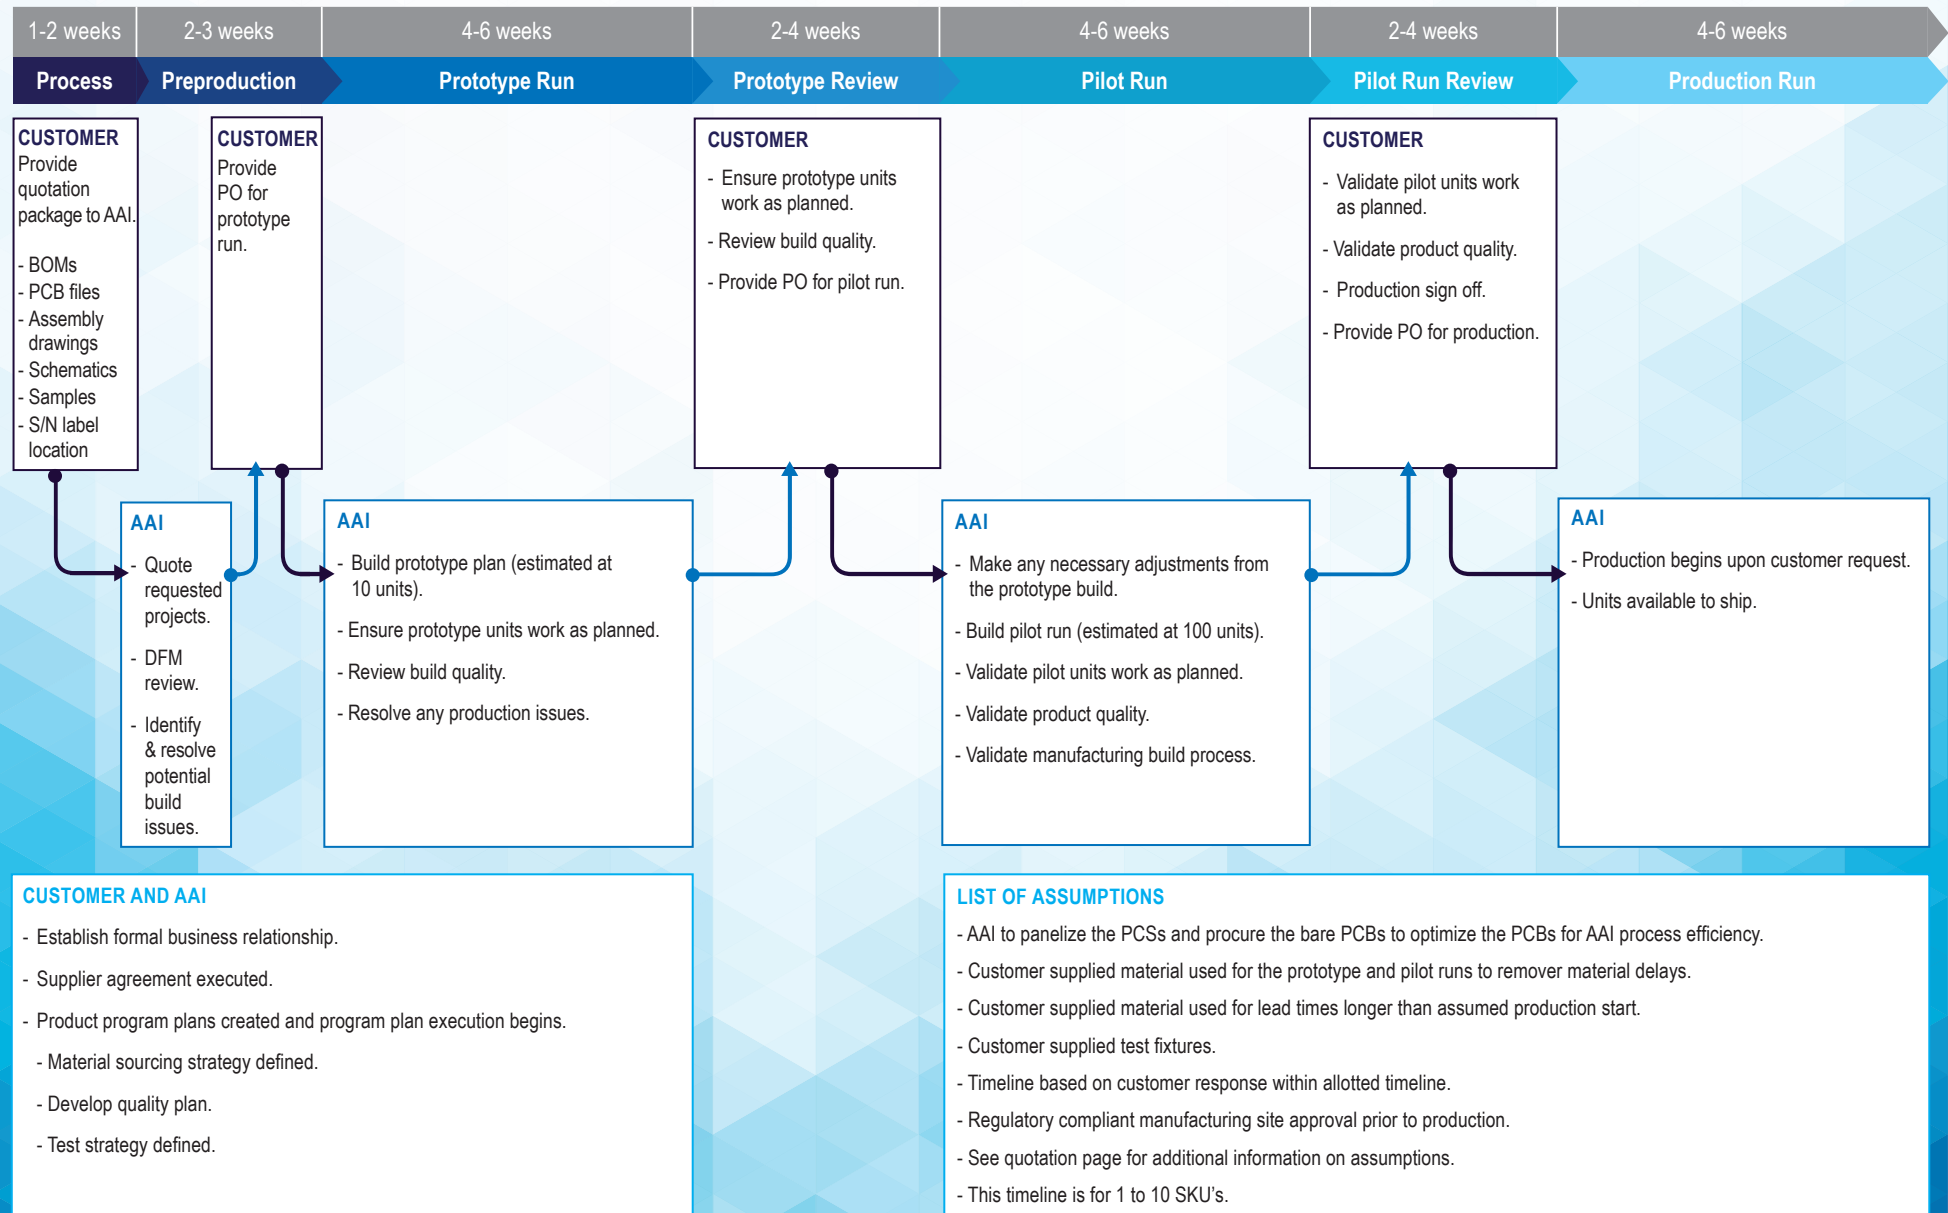 1-2 weeks
2-3 weeks
4-6 weeks
2-4 weeks
4-6 weeks
2-4 weeks
4-6 weeks
Process
Preproduction
Prototype Run
Prototype Review
Pilot Run
Pilot Run Review
Production Run
CUSTOMER
Provide
quotation
package to AAI.
- BOMs
- PCB files
- Assembly
drawings
- Schematics
- Samples
- S/N label
location
CUSTOMER
Provide
PO for
prototype
run.
CUSTOMER
- Ensure prototype units
work as planned.
- Review build quality.
- Provide PO for pilot run.
CUSTOMER
- Validate pilot units work
as planned.
- Validate product quality.
- Production sign off.
- Provide PO for production.
AAI
- Quote
requested
projects.
- DFM
review.
- Identify
& resolve
potential
build
issues.
AAI
- Build prototype plan (estimated at
10 units).
- Ensure prototype units work as planned.
- Review build quality.
- Resolve any production issues.
AAI
- Make any necessary adjustments from
the prototype build.
- Build pilot run (estimated at 100 units).
- Validate pilot units work as planned.
- Validate product quality.
- Validate manufacturing build process.
AAI
- Production begins upon customer request.
- Units available to ship.
CUSTOMER AND AAI
- Establish formal business relationship.
- Supplier agreement executed.
- Product program plans created and program plan execution begins.
- Material sourcing strategy defined.
- Develop quality plan.
- Test strategy defined.
LIST OF ASSUMPTIONS
- AAI to panelize the PCSs and procure the bare PCBs to optimize the PCBs for AAI process efficiency.
- Customer supplied material used for the prototype and pilot runs to remover material delays.
- Customer supplied material used for lead times longer than assumed production start.
- Customer supplied test fixtures.
- Timeline based on customer response within allotted timeline.
- Regulatory compliant manufacturing site approval prior to production.
- See quotation page for additional information on assumptions.
- This timeline is for 1 to 10 SKU's.